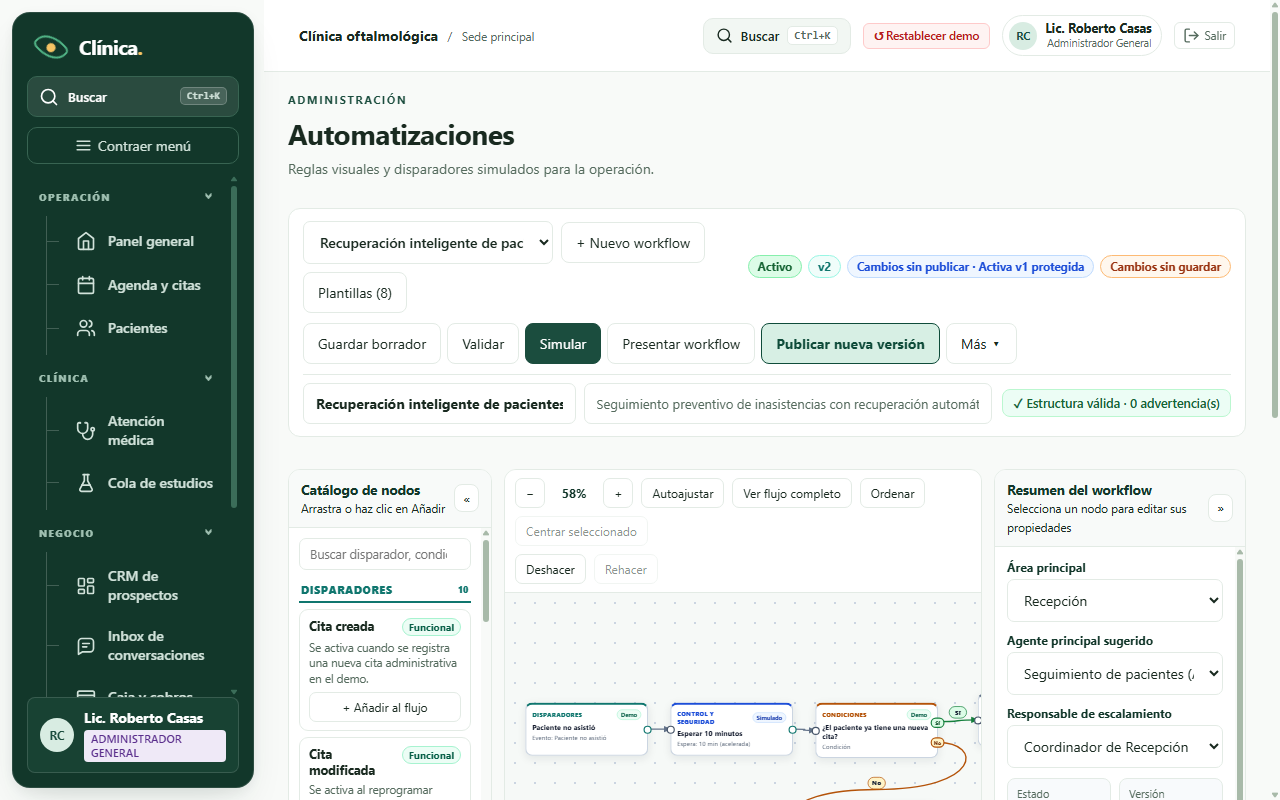 Clínica.
Buscar Ctrl+K
Contraer menú
OPERACIÓN
Panel general
Agenda y citas
Pacientes
CLÍNICA
Atención
médica
Cola de estudios
NEGOCIO
CRM de
prospectos
Inbox de
conversaciones
Caja y cobros
RC
Lic. Roberto Casas
ADMINISTRADOR
GENERAL
Clínica oftalmológica / Sede principal
Buscar Ctrl+K
↺ Restablecer demo
RC
Lic. Roberto Casas
Administrador General
Salir
ADMINISTRACIÓN
Automatizaciones
Reglas visuales y disparadores simulados para la operación.
Recuperación inteligente de pac
+ Nuevo workflow
Plantillas (8)
Activo
v2
Cambios sin publicar · Activa v1 protegida
Cambios sin guardar
Guardar borrador
Validar
Simular
Presentar workflow
Publicar nueva versión
Más ▾
Recuperación inteligente de pacientes
Seguimiento preventivo de inasistencias con recuperación automát
✓ Estructura válida · 0 advertencia(s)
Catálogo de nodos
Arrastra o haz clic en Añadir
«
Buscar disparador, condi
DISPARADORES 10
Cita creada Funcional
Se activa cuando se registra
una nueva cita administrativa
en el demo.
+ Añadir al flujo
Cita
modificada
Funcional
Se activa al reprogramar
− 58% + Autoajustar Ver flujo completo Ordenar
Centrar seleccionado
Deshacer Rehacer
DISPARADORES Demo
Paciente no asistió
Evento: Paciente no asistió
CONTROL Y
SEGURIDAD
Simulado
Esperar 10 minutos
Espera: 10 min (acelerada)
CONDICIONES Demo
¿El paciente ya tiene una nueva
cita?
Condición
Sí
No
Sí
No
Resumen del workflow
Selecciona un nodo para editar sus
propiedades
»
Área principal
Recepción
Agente principal sugerido
Seguimiento de pacientes (
Responsable de escalamiento
Coordinador de Recepción
Estado
Versión